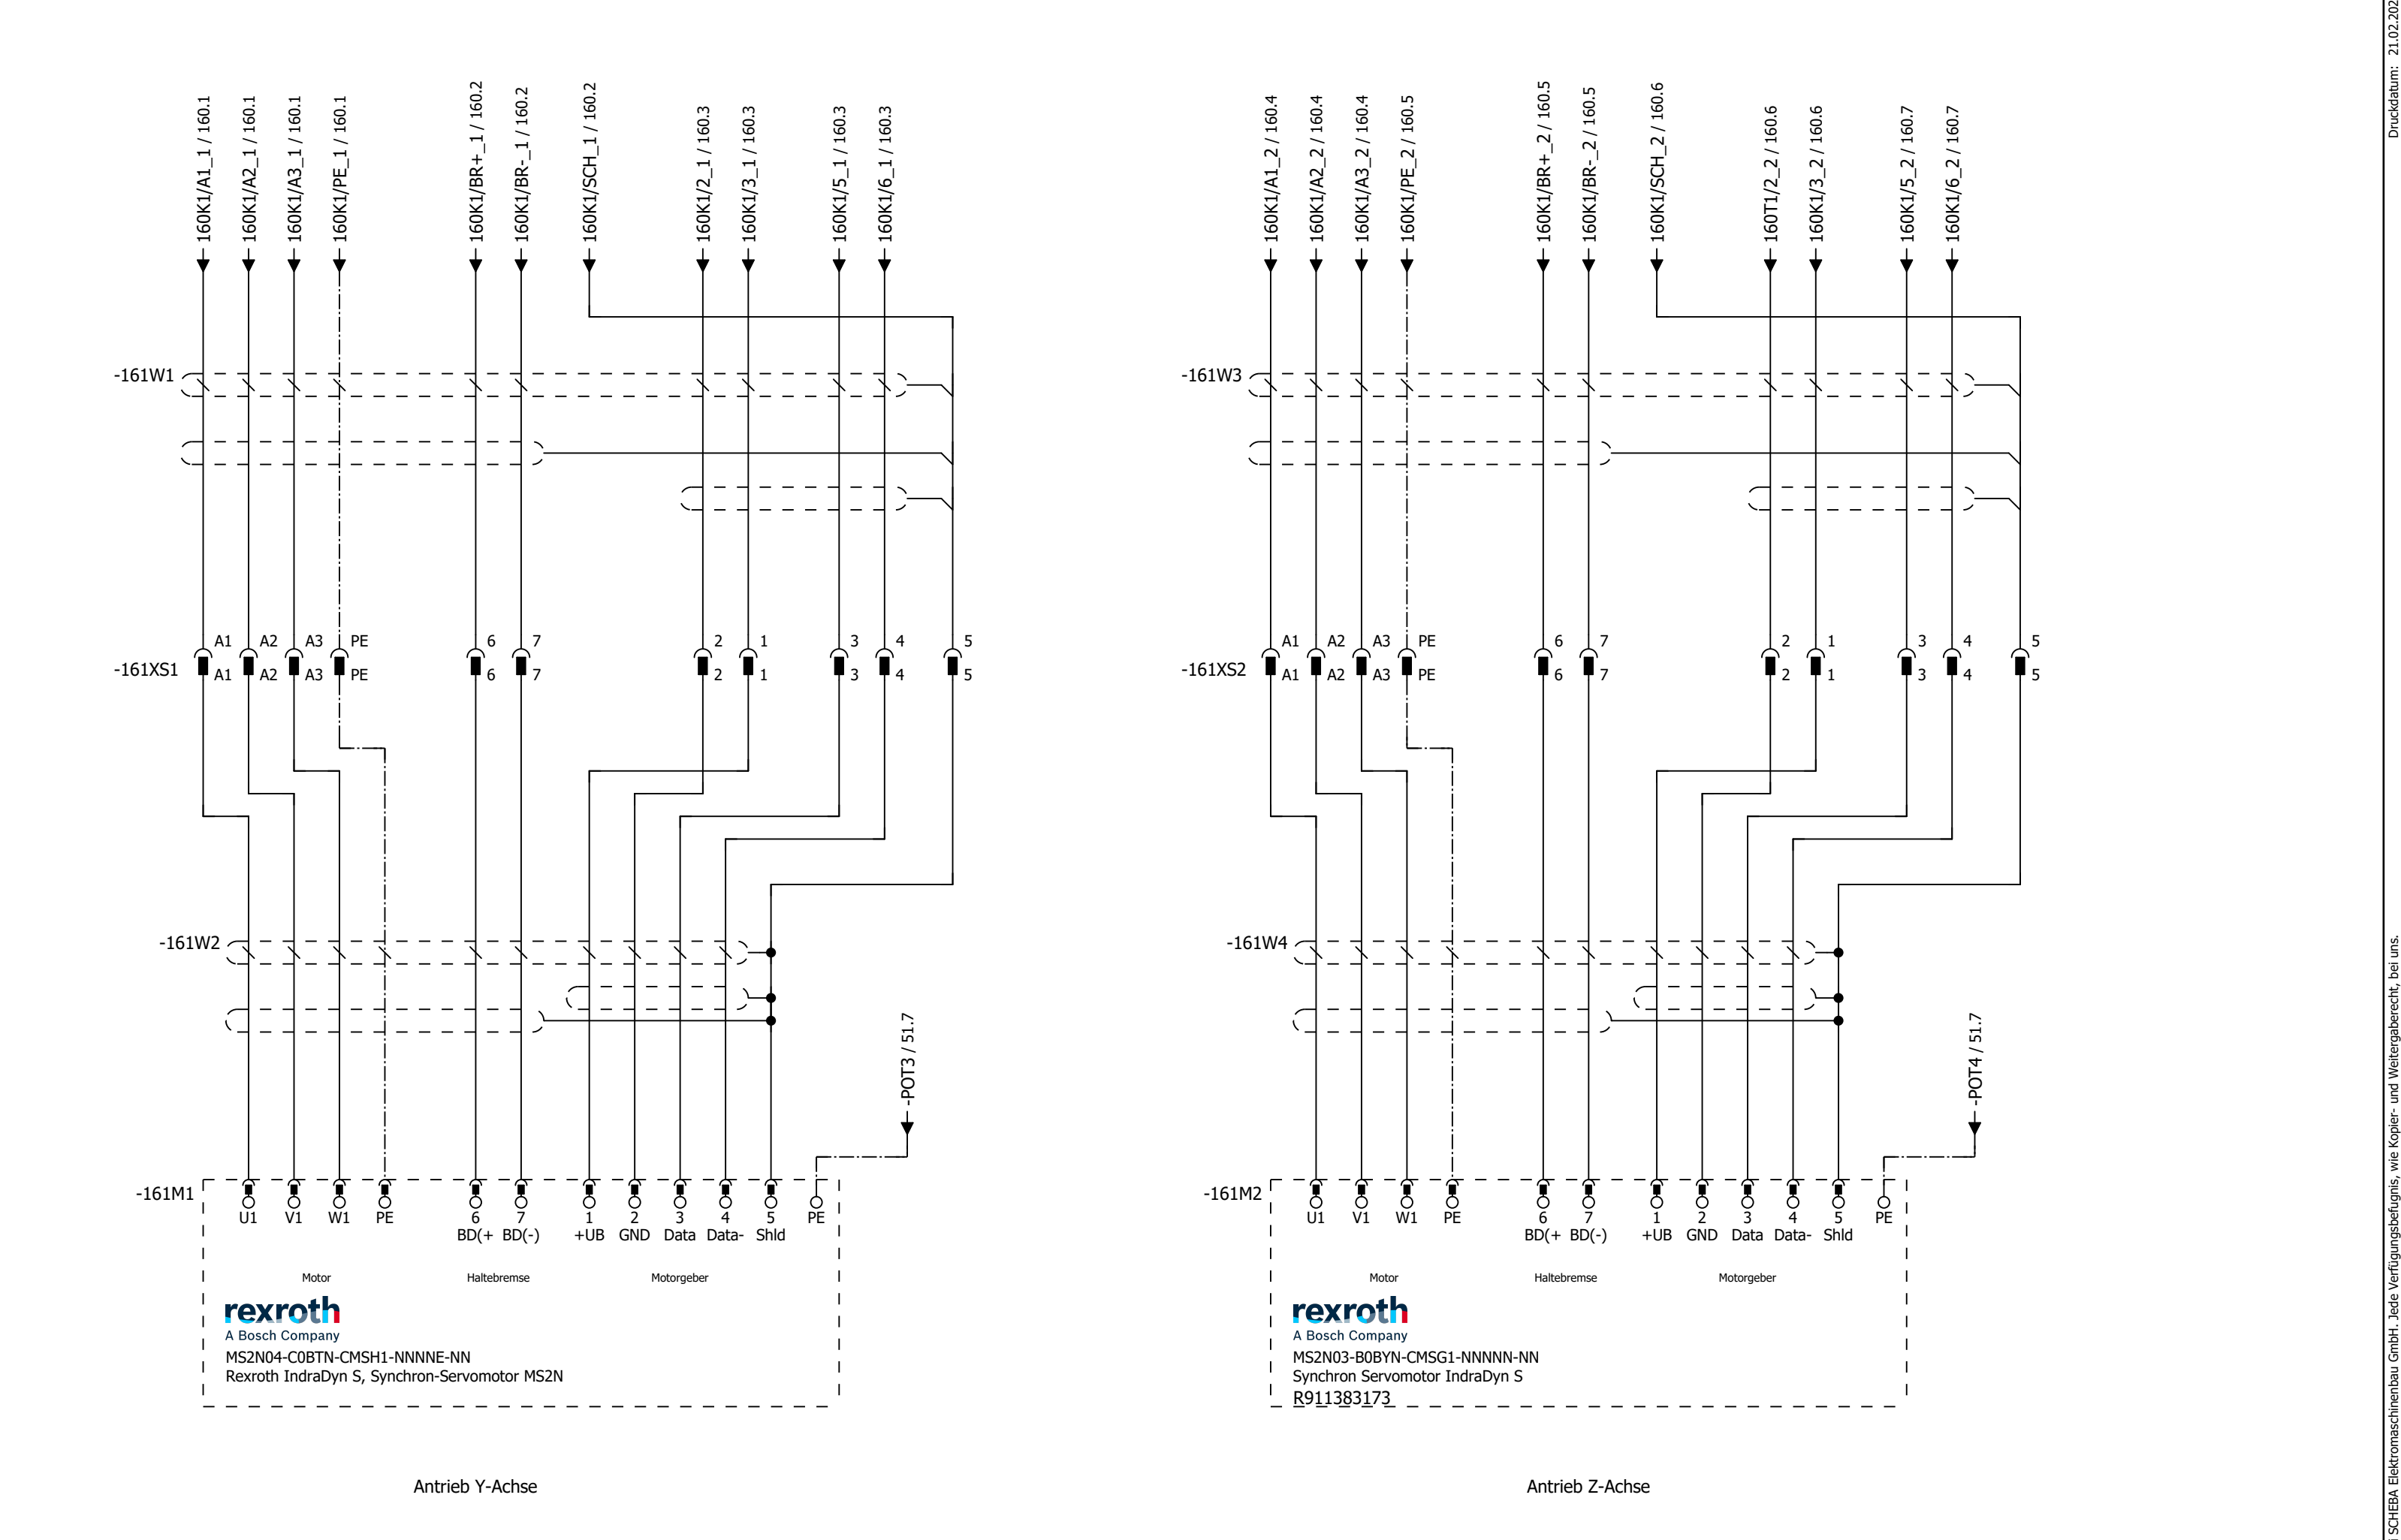 160K1/A1_1 / 160.1
160K1/A2_1 / 160.1
160K1/A3_1 / 160.1
160K1/PE_1 / 160.1
160K1/BR+_1 / 160.2
160K1/BR-_1 / 160.2
160K1/SCH_1 / 160.2
160K1/2_1 / 160.3
160K1/3_1 / 160.3
160K1/5_1 / 160.3
160K1/6_1 / 160.3
-161W1
A1 A2 A3 PE 6 7 2 1 3 4 5
-161XS1
A1 A2 A3 PE 6 7 2 1 3 4 5
-161W2
-POT3 / 51.7
-161M1
U1 V1 W1 PE 6 7 1 2 3 4 5 PE
BD(+ BD(-) +UB GND Data Data- Shld
Motor Haltebremse Motorgeber
rexroth
A Bosch Company
MS2N04-C0BTN-CMSH1-NNNNE-NN
Rexroth IndraDyn S, Synchron-Servomotor MS2N
Antrieb Y-Achse
160K1/A1_2 / 160.4
160K1/A2_2 / 160.4
160K1/A3_2 / 160.4
160K1/PE_2 / 160.5
160K1/BR+_2 / 160.5
160K1/BR-_2 / 160.5
160K1/SCH_2 / 160.6
160T1/2_2 / 160.6
160K1/3_2 / 160.6
160K1/5_2 / 160.7
160K1/6_2 / 160.7
-161W3
A1 A2 A3 PE 6 7 2 1 3 4 5
-161XS2
A1 A2 A3 PE 6 7 2 1 3 4 5
-161W4
-POT4 / 51.7
-161M2
U1 V1 W1 PE 6 7 1 2 3 4 5 PE
BD(+ BD(-) +UB GND Data Data- Shld
Motor Haltebremse Motorgeber
rexroth
A Bosch Company
MS2N03-B0BYN-CMSG1-NNNNN-NN
Synchron Servomotor IndraDyn S
R911383173
Antrieb Z-Achse
Druckdatum: 21.02.202
SCHEBA Elektromaschinenbau GmbH. Jede Verfügungsbefugnis, wie Kopier- und Weitergaberecht, bei uns.